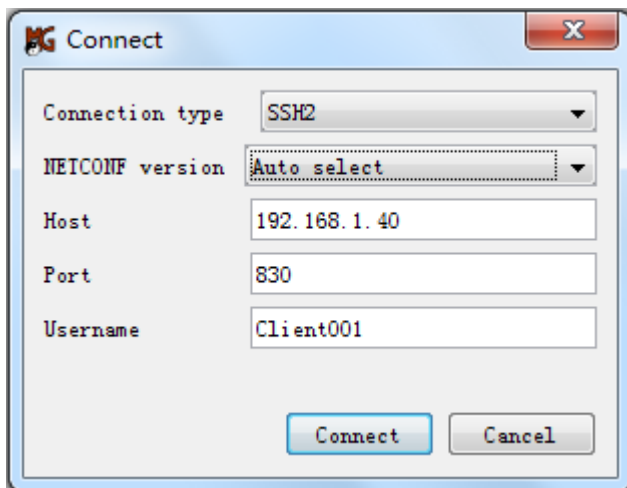 MG Connect
Connection type SSH2
NETCONF version Auto select
Host 192.168.1.40
Port 830
Username Client001
Connect Cancel